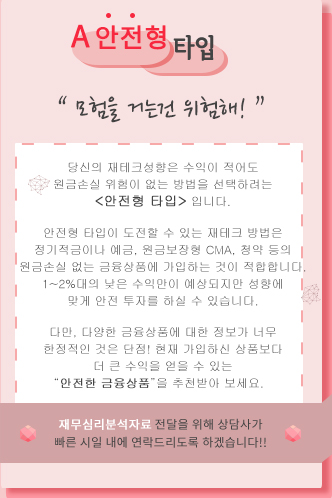 A 안전형 타입
“ 모험을 거는건 위험해! ”
당신의 재테크성향은 수익이 적어도
원금손실 위험이 없는 방법을 선택하려는
<안전형 타입> 입니다.
안전형 타입이 도전할 수 있는 재테크 방법은
정기적금이나 예금, 원금보장형 CMA, 청약 등의
원금손실 없는 금융상품에 가입하는 것이 적합합니다.
1~2%대의 낮은 수익만이 예상되지만 성향에
맞게 안전 투자를 하실 수 있습니다.
다만, 다양한 금융상품에 대한 정보가 너무
한정적인 것은 단점! 현재 가입하신 상품보다
더 큰 수익을 얻을 수 있는
“안전한 금융상품”을 추천받아 보세요.
재무심리분석자료 전달을 위해 상담사가
빠른 시일 내에 연락드리도록 하겠습니다!!